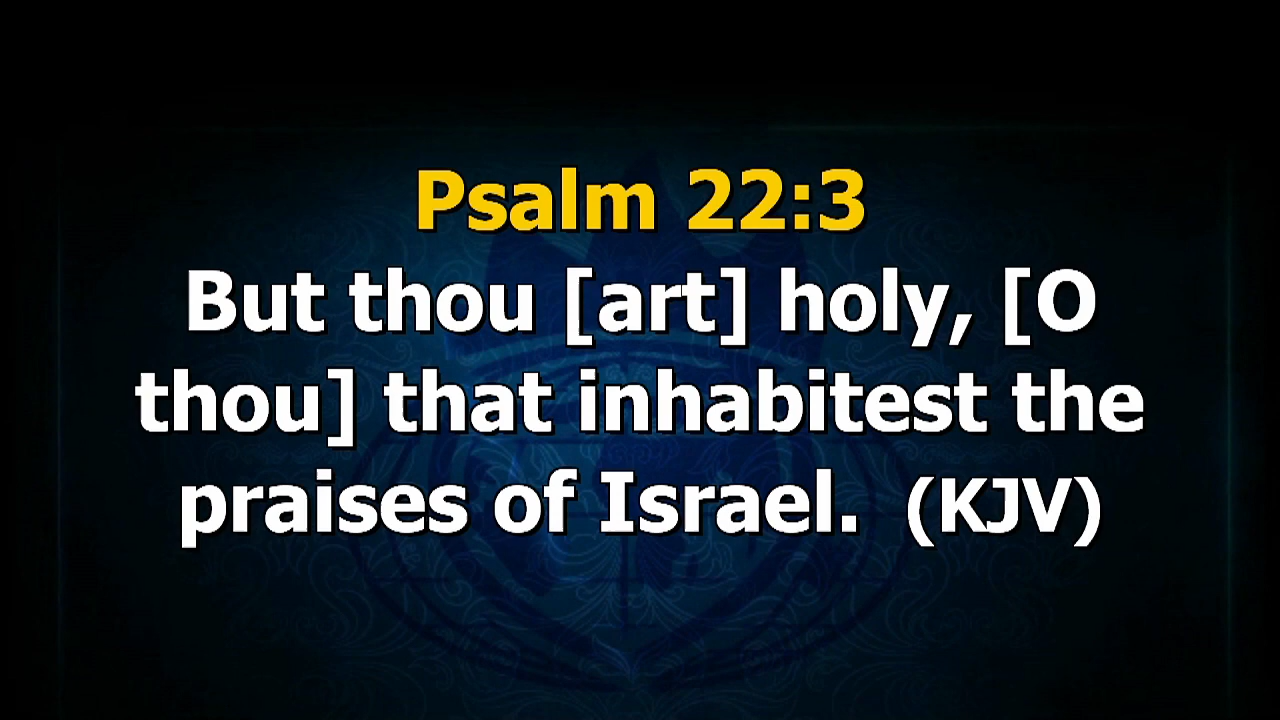 Psalm 22:3
But thou [art] holy, [O
thou] that inhabitest the
praises of Israel.  (KJV)